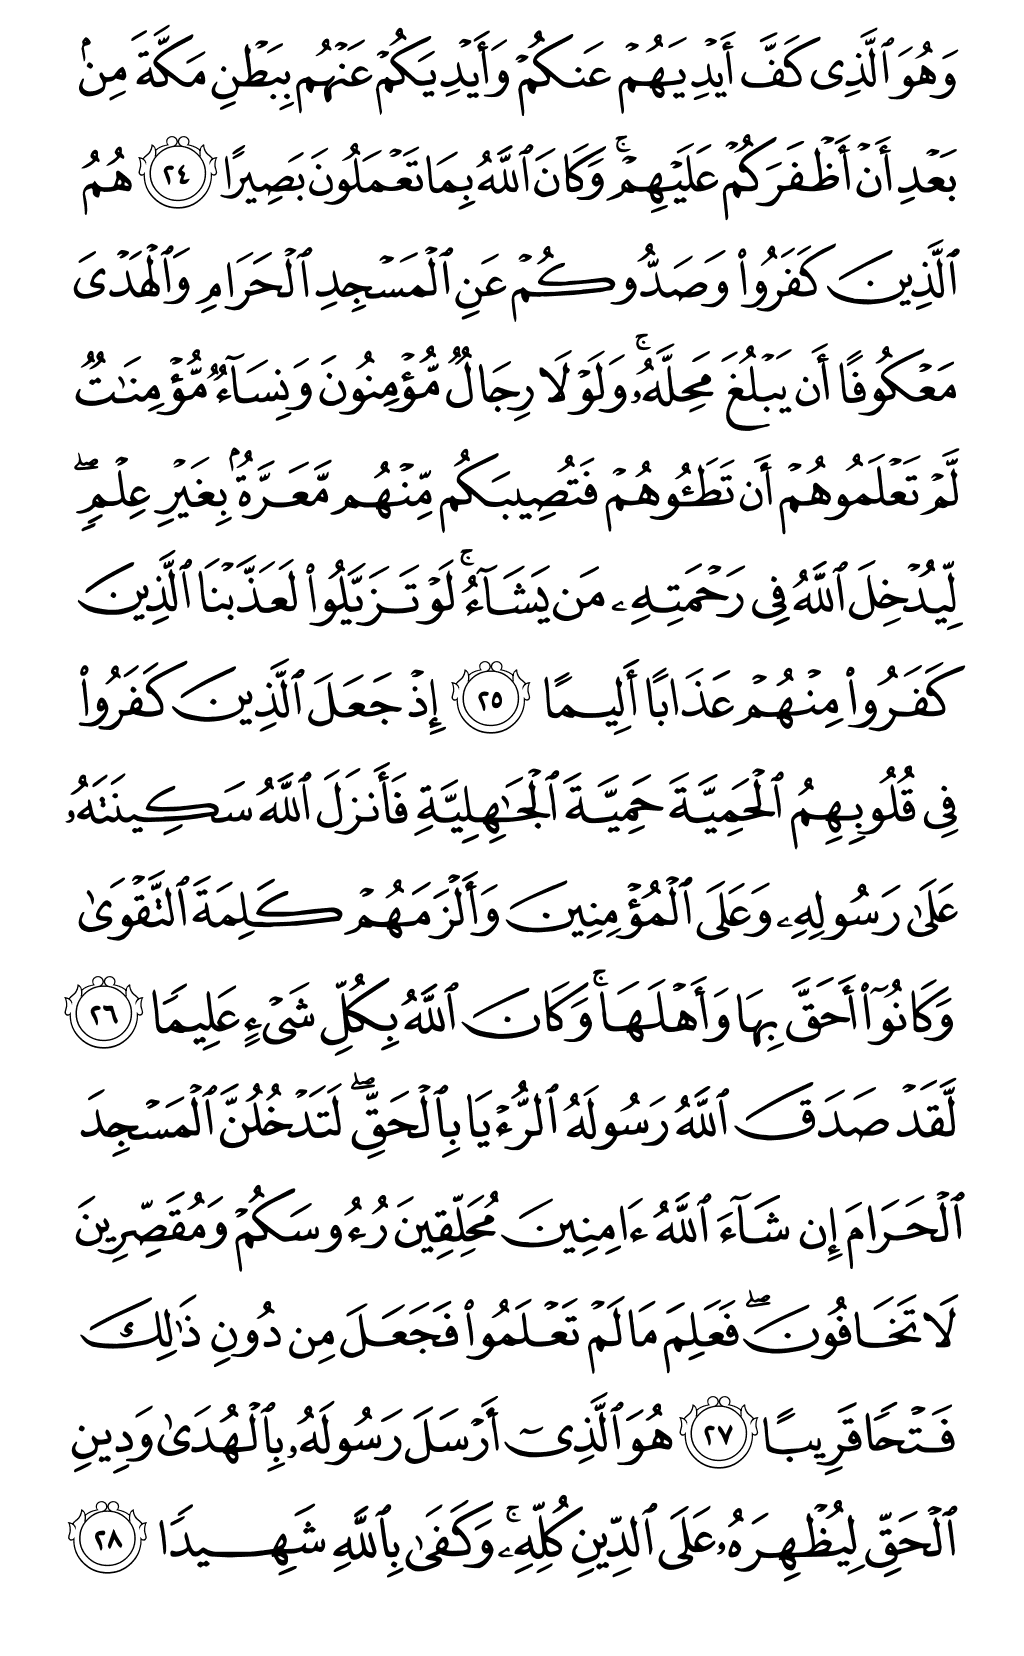 وَهُوَ ٱلَّذِى كَفَّ أَيْدِيَهُمْ عَنكُمْ وَأَيْدِيَكُمْ عَنْهُم بِبَطْنِ مَكَّةَ مِنۢ
بَعْدِ أَنْ أَظْفَرَكُمْ عَلَيْهِمْ ۚ وَكَانَ ٱللَّهُ بِمَا تَعْمَلُونَ بَصِيرًا ٢٤ هُمُ
ٱلَّذِينَ كَفَرُوا۟ وَصَدُّوكُمْ عَنِ ٱلْمَسْجِدِ ٱلْحَرَامِ وَٱلْهَدْىَ
مَعْكُوفًا أَن يَبْلُغَ مَحِلَّهُۥ ۚ وَلَوْلَا رِجَالٌ مُّؤْمِنُونَ وَنِسَآءٌ مُّؤْمِنَـٰتٌ
لَّمْ تَعْلَمُوهُمْ أَن تَطَـُٔوهُمْ فَتُصِيبَكُم مِّنْهُم مَّعَرَّةٌۢ بِغَيْرِ عِلْمٍ ۖ
لِّيُدْخِلَ ٱللَّهُ فِى رَحْمَتِهِۦ مَن يَشَآءُ ۚ لَوْ تَزَيَّلُوا۟ لَعَذَّبْنَا ٱلَّذِينَ
كَفَرُوا۟ مِنْهُمْ عَذَابًا أَلِيمًا ٢٥ إِذْ جَعَلَ ٱلَّذِينَ كَفَرُوا۟
فِى قُلُوبِهِمُ ٱلْحَمِيَّةَ حَمِيَّةَ ٱلْجَـٰهِلِيَّةِ فَأَنزَلَ ٱللَّهُ سَكِينَتَهُۥ
عَلَىٰ رَسُولِهِۦ وَعَلَى ٱلْمُؤْمِنِينَ وَأَلْزَمَهُمْ كَلِمَةَ ٱلتَّقْوَىٰ
وَكَانُوٓا۟ أَحَقَّ بِهَا وَأَهْلَهَا ۚ وَكَانَ ٱللَّهُ بِكُلِّ شَىْءٍ عَلِيمًا ٢٦
لَّقَدْ صَدَقَ ٱللَّهُ رَسُولَهُ ٱلرُّءْيَا بِٱلْحَقِّ ۖ لَتَدْخُلُنَّ ٱلْمَسْجِدَ
ٱلْحَرَامَ إِن شَآءَ ٱللَّهُ ءَامِنِينَ مُحَلِّقِينَ رُءُوسَكُمْ وَمُقَصِّرِينَ
لَا تَخَافُونَ ۖ فَعَلِمَ مَا لَمْ تَعْلَمُوا۟ فَجَعَلَ مِن دُونِ ذَٰلِكَ
فَتْحًا قَرِيبًا ٢٧ هُوَ ٱلَّذِىٓ أَرْسَلَ رَسُولَهُۥ بِٱلْهُدَىٰ وَدِينِ
ٱلْحَقِّ لِيُظْهِرَهُۥ عَلَى ٱلدِّينِ كُلِّهِۦ ۚ وَكَفَىٰ بِٱللَّهِ شَهِيدًا ٢٨